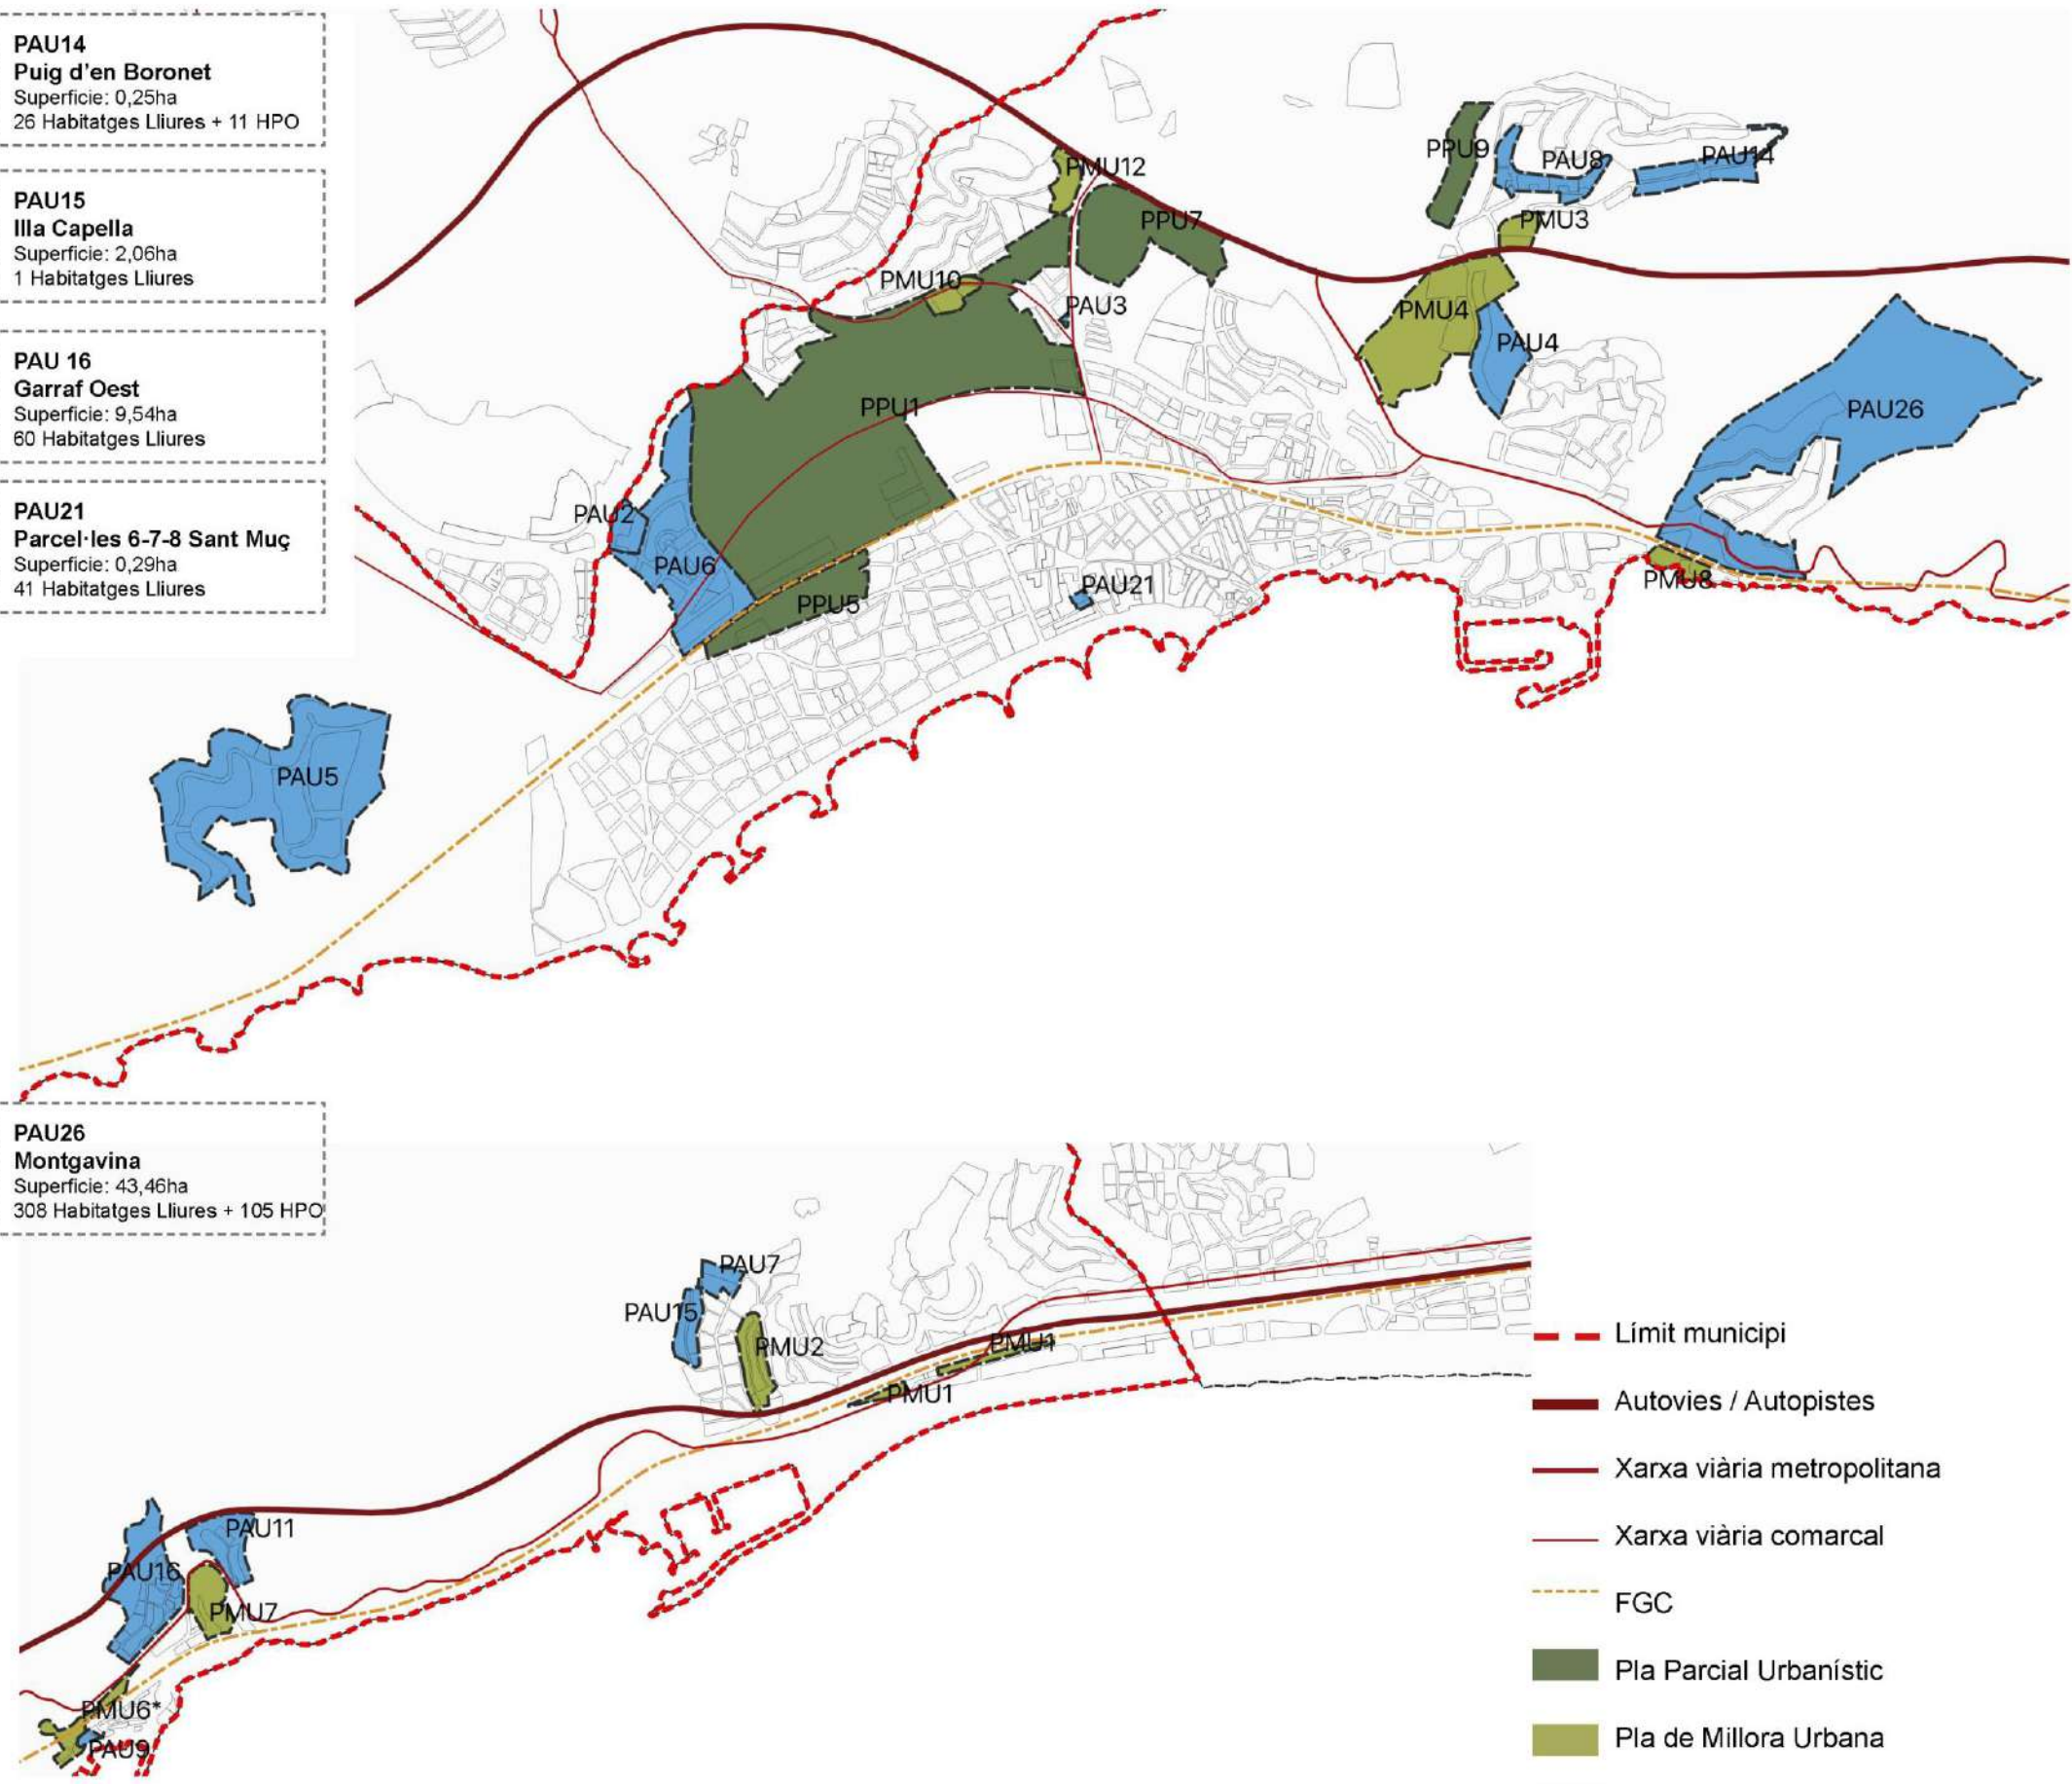 PAU14
Puig d'en Boronet
Superficie: 0,25ha
26 Habitatges Lliures + 11 HPO
PAU15
Illa Capella
Superficie: 2,06ha
1 Habitatges Lliures
PAU 16
Garraf Oest
Superficie: 9,54ha
60 Habitatges Lliures
PAU21
Parcel·les 6-7-8 Sant Muç
Superficie: 0,29ha
41 Habitatges Lliures
PMU12
PPU9
PAU8
PAU14
PPU7
PMU3
PMU10
PAU3
PMU4
PAU4
PPU1
PAU26
PAU2
PAU6
PAU21
PMU8
PPU5
PAU5
PAU26
Montgavina
Superficie: 43,46ha
308 Habitatges Lliures + 105 HPO
PAU7
PAU15
PMU2
PMU1
PMU1
PAU11
PAU16
PMU7
PMU6*
PAU9
Límit municipi
Autovies / Autopistes
Xarxa viària metropolitana
Xarxa viària comarcal
FGC
Pla Parcial Urbanístic
Pla de Millora Urbana